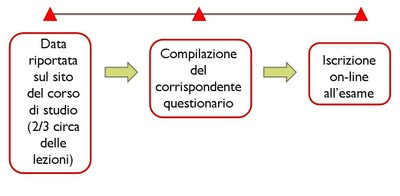 Data
riportata
sul sito
del corso
di studio
(2/3 circa
delle
lezioni)
Compilazione
del
corrispondente
questionario
Iscrizione
on-line
all'esame